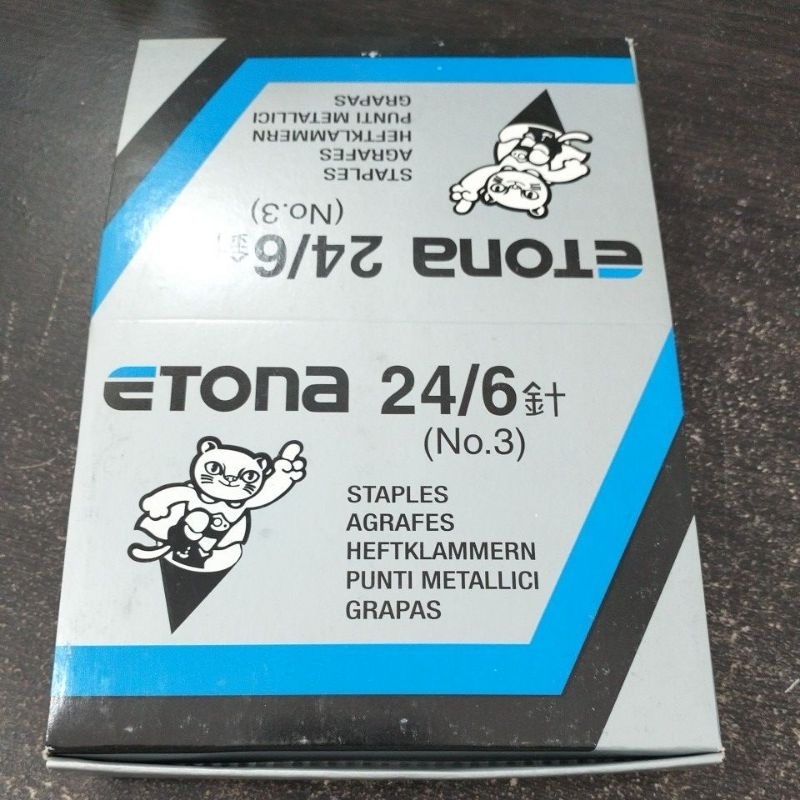 ETONA 24/6針
(No.3)
STAPLES
AGRAFES
HEFTKLAMMERN
PUNTI METALLICI
GRAPAS
ETONA 24/6針
(No.3)
STAPLES
AGRAFES
HEFTKLAMMERN
PUNTI METALLICI
GRAPAS